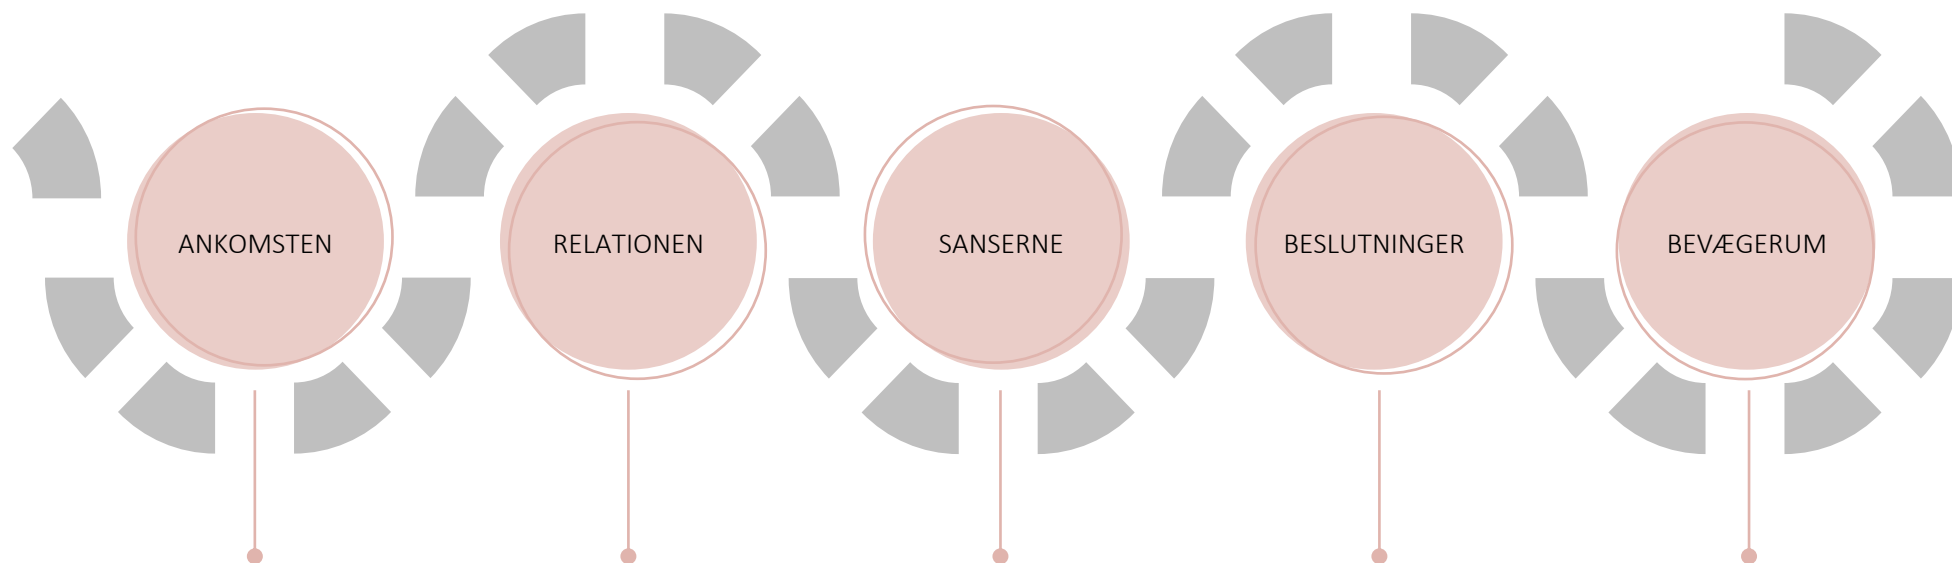 ANKOMSTEN
RELATIONEN
SANSERNE
BESLUTNINGER
BEVÆGERUM